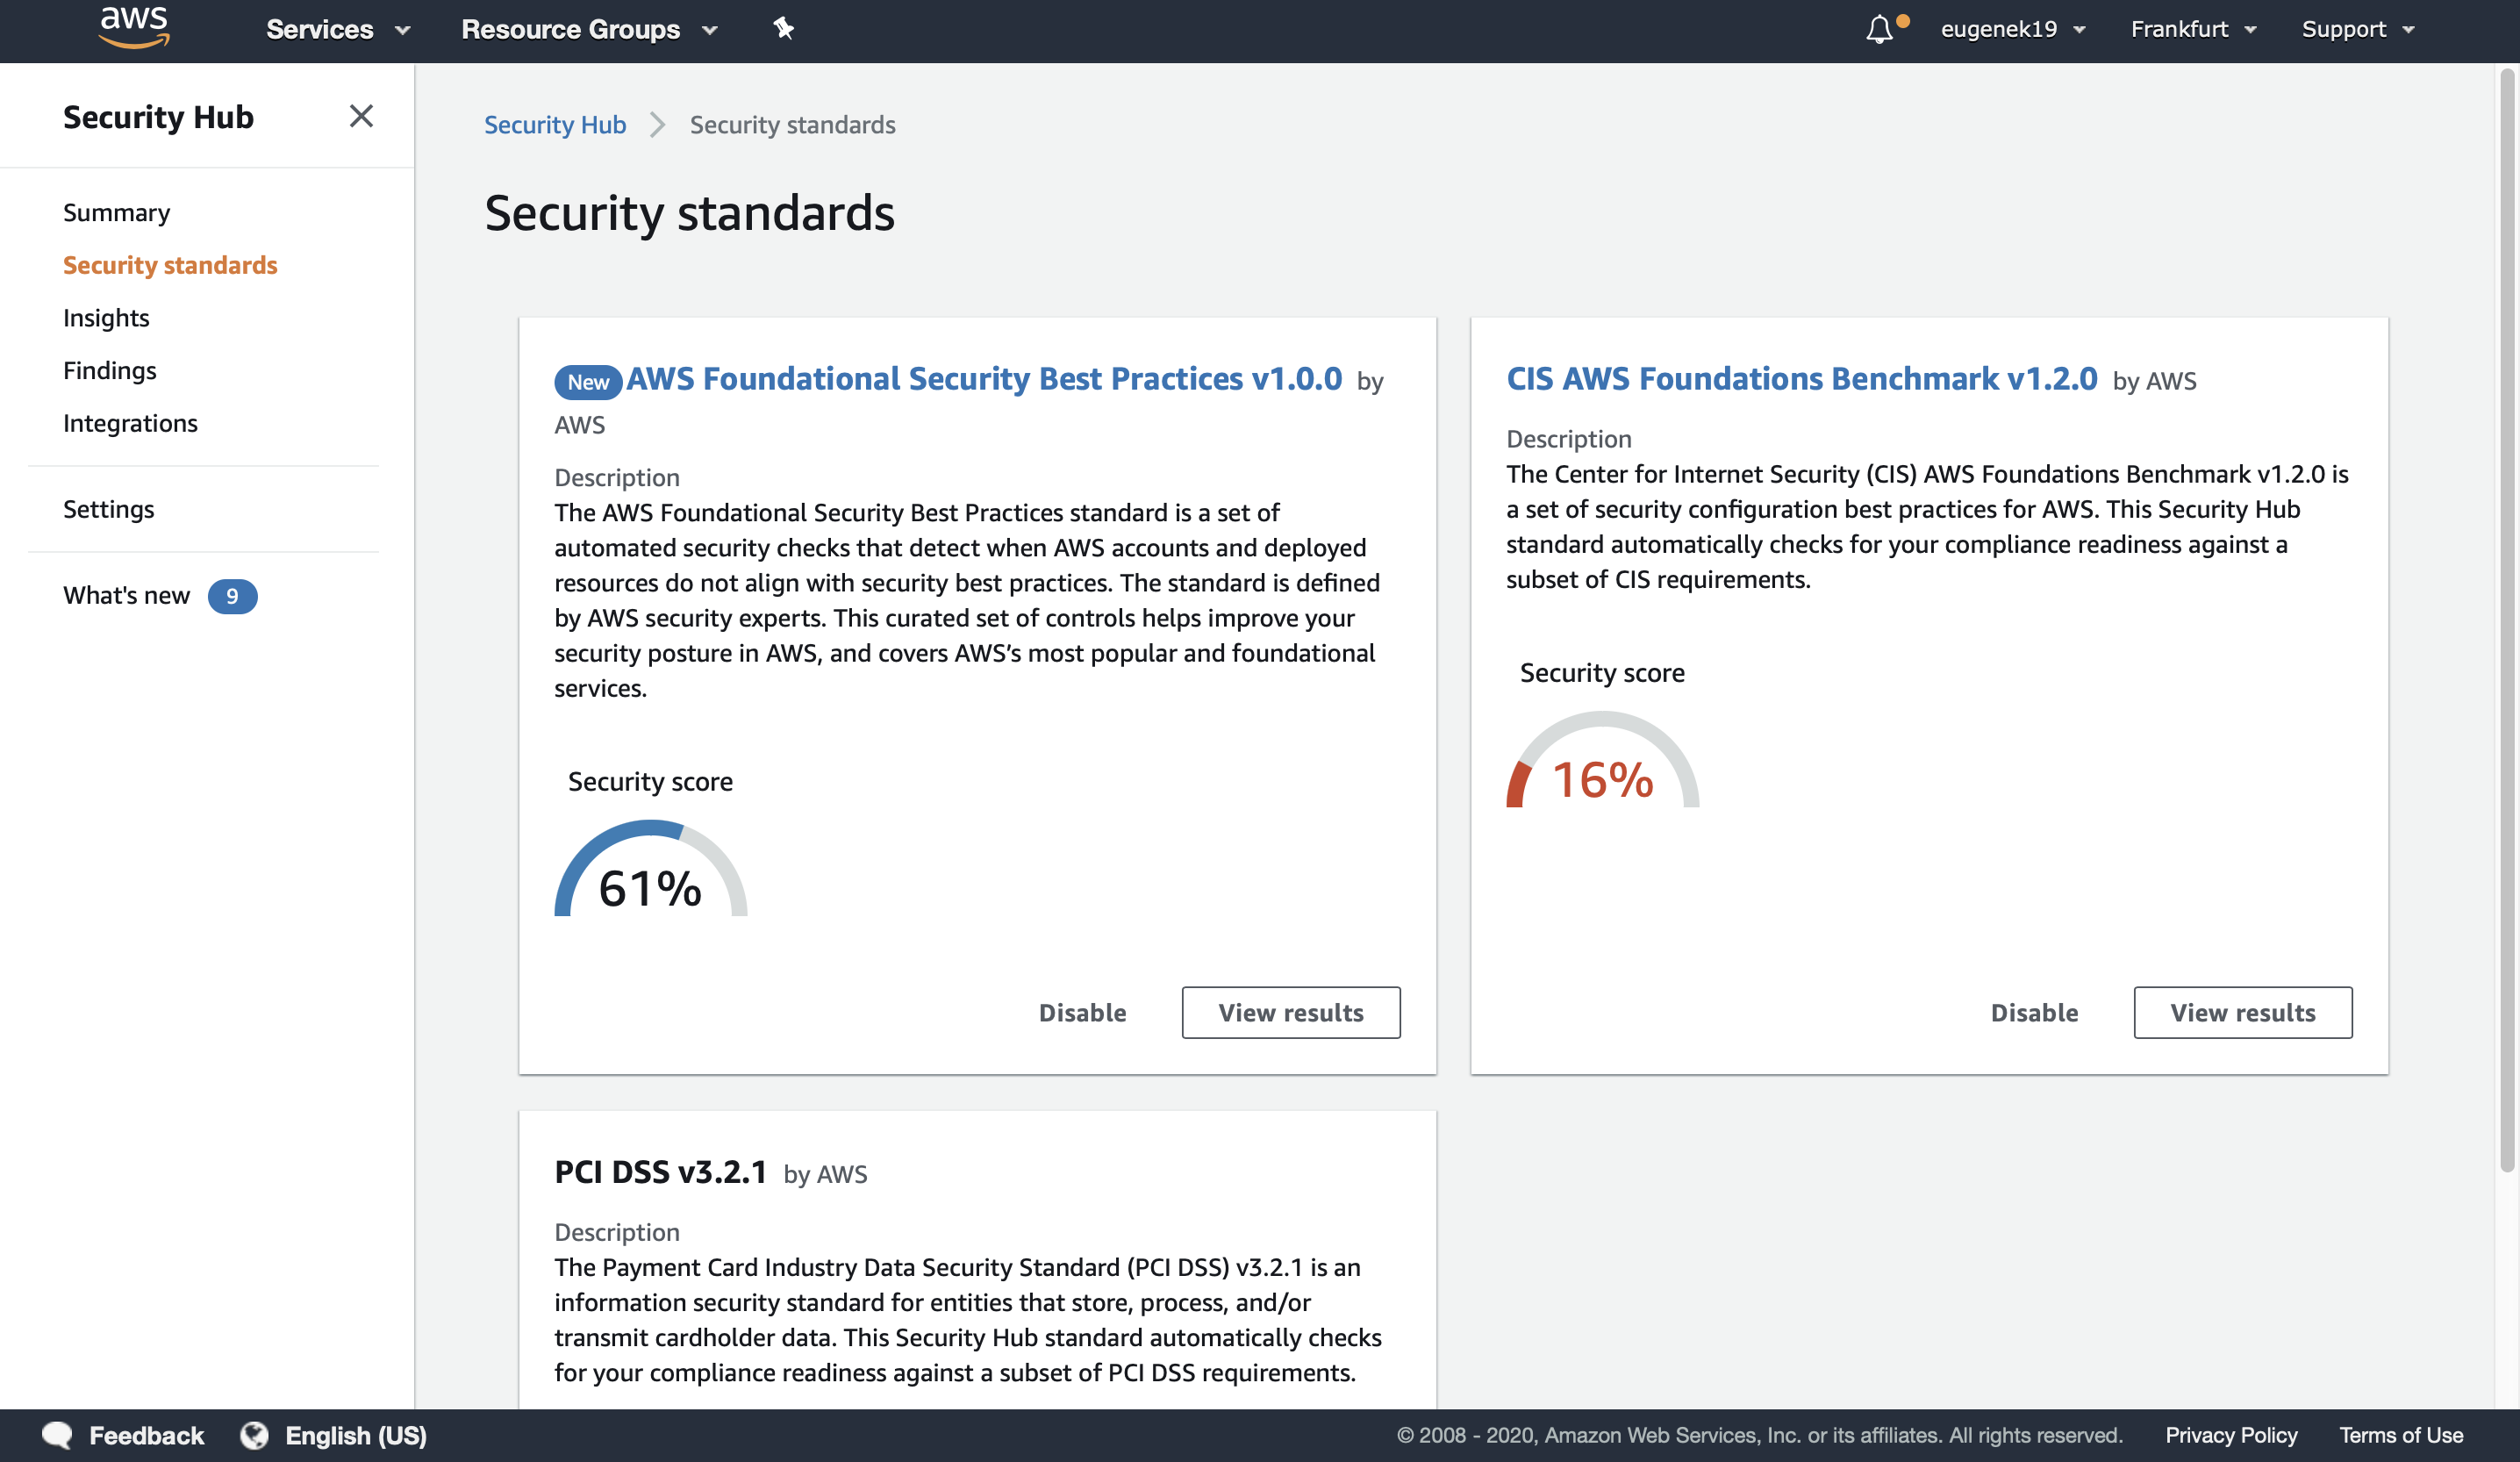 aws
Services
Resource Groups
eugenek19
Frankfurt
Support
Security Hub
Summary
Security standards
Insights
Findings
Integrations
Settings
What's new 9
Security Hub Security standards
Security standards
New AWS Foundational Security Best Practices v1.0.0 by
AWS
Description
The AWS Foundational Security Best Practices standard is a set of
automated security checks that detect when AWS accounts and deployed
resources do not align with security best practices. The standard is defined
by AWS security experts. This curated set of controls helps improve your
security posture in AWS, and covers AWS’s most popular and foundational
services.
Security score
61%
Disable
View results
CIS AWS Foundations Benchmark v1.2.0 by AWS
Description
The Center for Internet Security (CIS) AWS Foundations Benchmark v1.2.0 is
a set of security configuration best practices for AWS. This Security Hub
standard automatically checks for your compliance readiness against a
subset of CIS requirements.
Security score
16%
Disable
View results
PCI DSS v3.2.1 by AWS
Description
The Payment Card Industry Data Security Standard (PCI DSS) v3.2.1 is an
information security standard for entities that store, process, and/or
transmit cardholder data. This Security Hub standard automatically checks
for your compliance readiness against a subset of PCI DSS requirements.
Feedback
English (US)
© 2008 - 2020, Amazon Web Services, Inc. or its affiliates. All rights reserved.
Privacy Policy
Terms of Use